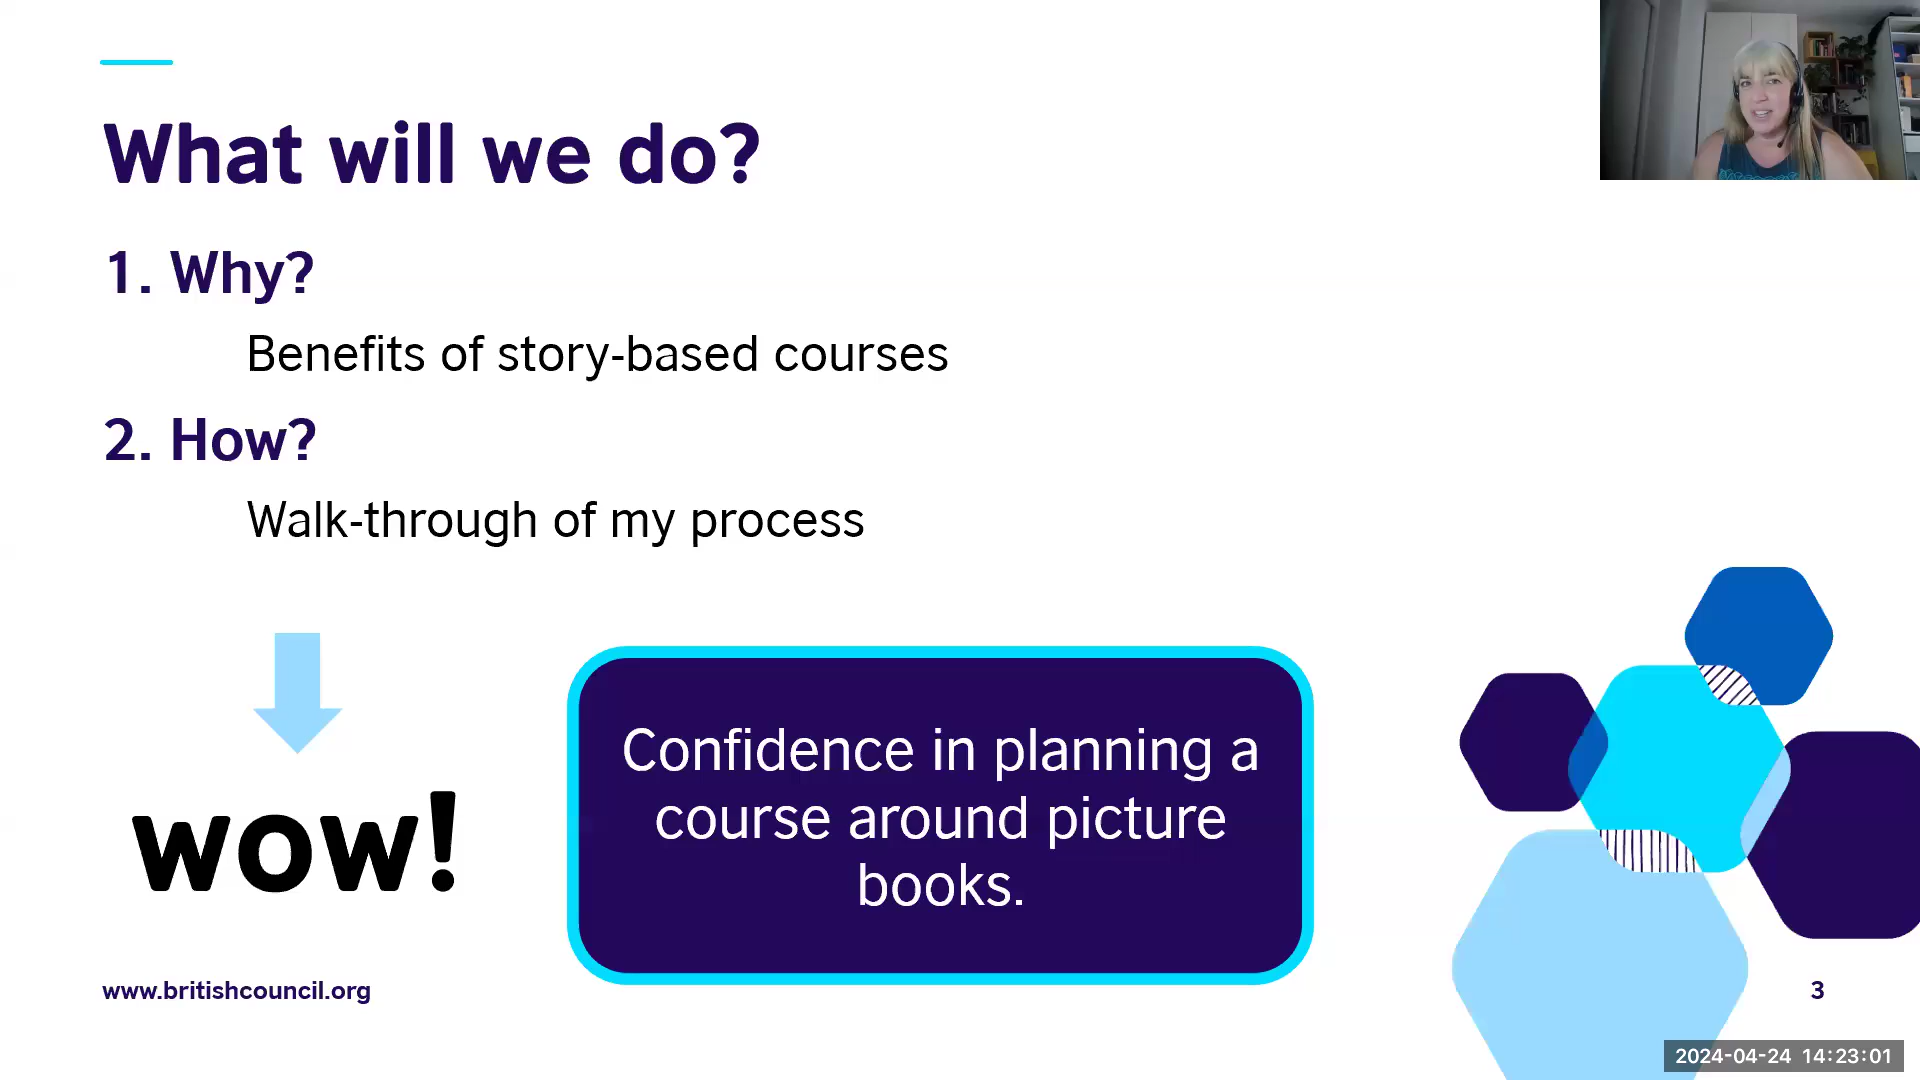 What will we do?
1. Why?
Benefits of story-based courses
2. How?
Walk-through of my process
wow!
Confidence in planning a
course around picture
books.
www.britishcouncil.org
3
2024-04-24 14:23:01